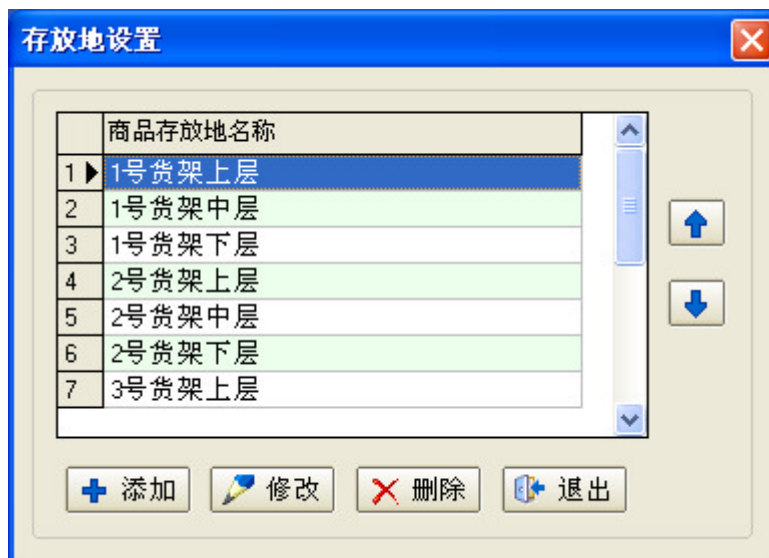 存放地设置
商品存放地名称
1 1号货架上层
2 1号货架中层
3 1号货架下层
4 2号货架上层
5 2号货架中层
6 2号货架下层
7 3号货架上层
添加 修改 删除 退出